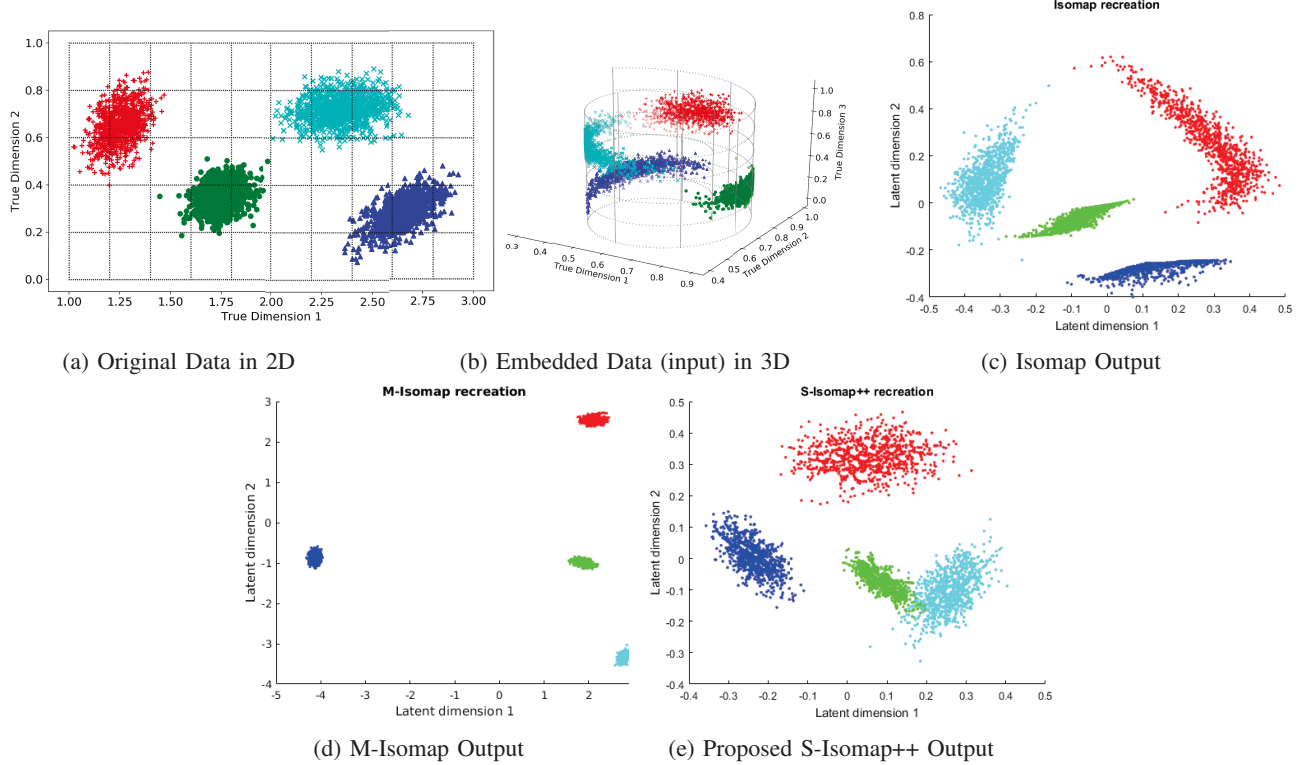 1.0
0.8
0.6
0.4
0.2
0.0
True Dimension 2
1.00 1.25 1.50 1.75 2.00 2.25 2.50 2.75 3.00
True Dimension 1
1.0
0.8
0.6
0.4
0.2
0.0
True Dimension 3
0.3 0.4 0.5 0.6 0.7 0.8 0.9
True Dimension 1
0.4 0.5 0.6 0.7 0.8 0.9 1.0
True Dimension 2
Isomap recreation
0.8
0.6
0.4
0.2
0
-0.2
-0.4
Latent dimension 2
-0.5 -0.4 -0.3 -0.2 -0.1 0 0.1 0.2 0.3 0.4 0.5
Latent dimension 1
(a) Original Data in 2D
(b) Embedded Data (input) in 3D
(c) Isomap Output
M-Isomap recreation
3
2
1
0
-1
-2
-3
-4
Latent dimension 2
-5 -4 -3 -2 -1 0 1 2
Latent dimension 1
S-Isomap++ recreation
0.5
0.4
0.3
0.2
0.1
0
-0.1
-0.2
-0.3
-0.4
Latent dimension 2
-0.4 -0.3 -0.2 -0.1 0 0.1 0.2 0.3 0.4 0.5
Latent dimension 1
(d) M-Isomap Output
(e) Proposed S-Isomap++ Output